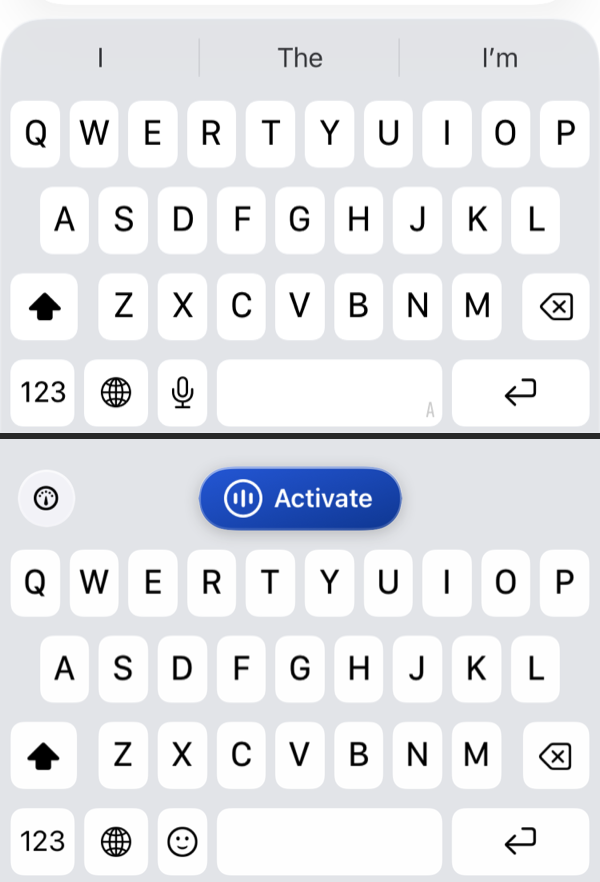 I The I'm
Q W E R T Y U I O P
A S D F G H J K L
Z X C V B N M
123 A
Activate
Q W E R T Y U I O P
A S D F G H J K L
Z X C V B N M
123